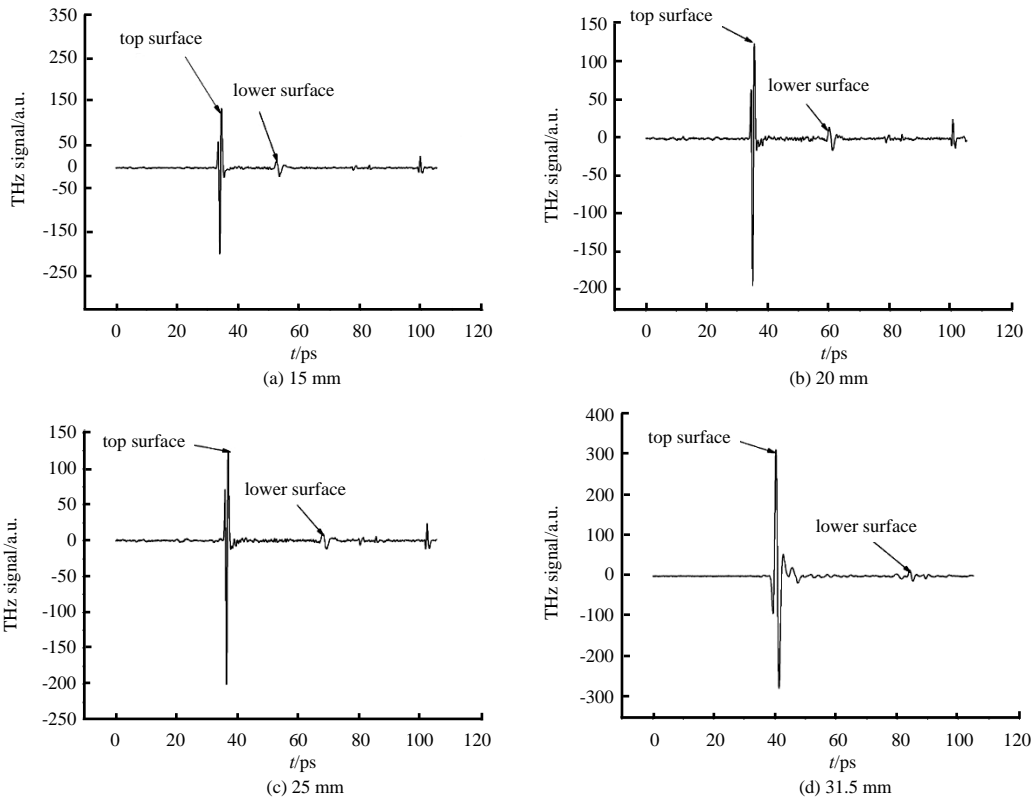 350
250
150
50
0
-50
-150
-250
THz signal/a.u.
top surface
lower surface
0 20 40 60 80 100 120
t/ps
(a) 15 mm
150
100
50
0
-50
-100
-150
-200
THz signal/a.u.
top surface
lower surface
0 20 40 60 80 100 120
t/ps
(b) 20 mm
150
100
50
0
-50
-100
-150
-200
-250
THz signal/a.u.
top surface
lower surface
0 20 40 60 80 100 120
t/ps
(c) 25 mm
400
300
200
100
0
-100
-200
-300
THz signal/a.u.
top surface
lower surface
0 20 40 60 80 100 120
t/ps
(d) 31.5 mm